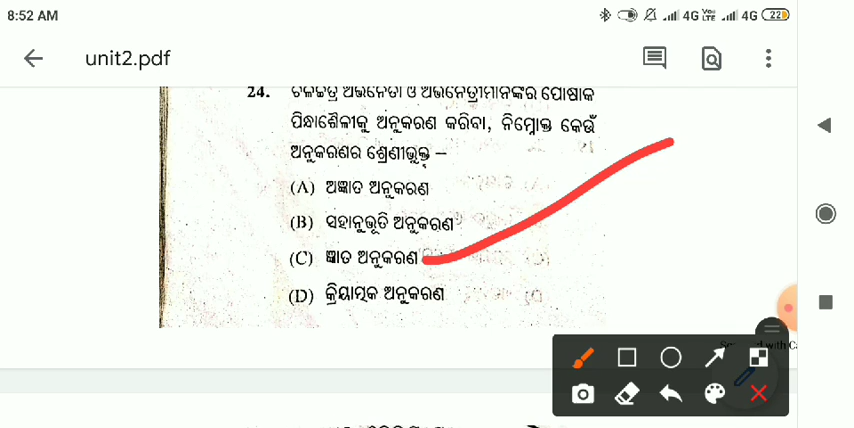 8:52 AM
4G VoLTE 4G 22
unit2.pdf
24. ଚଳଚ୍ଚିତ୍ର ଅଭିନେତା ଓ ଅଭିନେତ୍ରୀମାନଙ୍କର ପୋଷାକ
ପିନ୍ଧାଶୈଳୀକୁ ଅନୁକରଣ କରିବା, ନିମ୍ନୋକ୍ତ କେଉଁ
ଅନୁକରଣର ଶ୍ରେଣୀଭୁକ୍ତ –
(A) ଅଜ୍ଞାତ ଅନୁକରଣ
(B) ସହାନୁଭୂତି ଅନୁକରଣ
(C) ଜ୍ଞାତ ଅନୁକରଣ
(D) କ୍ରିୟାତ୍ମକ ଅନୁକରଣ